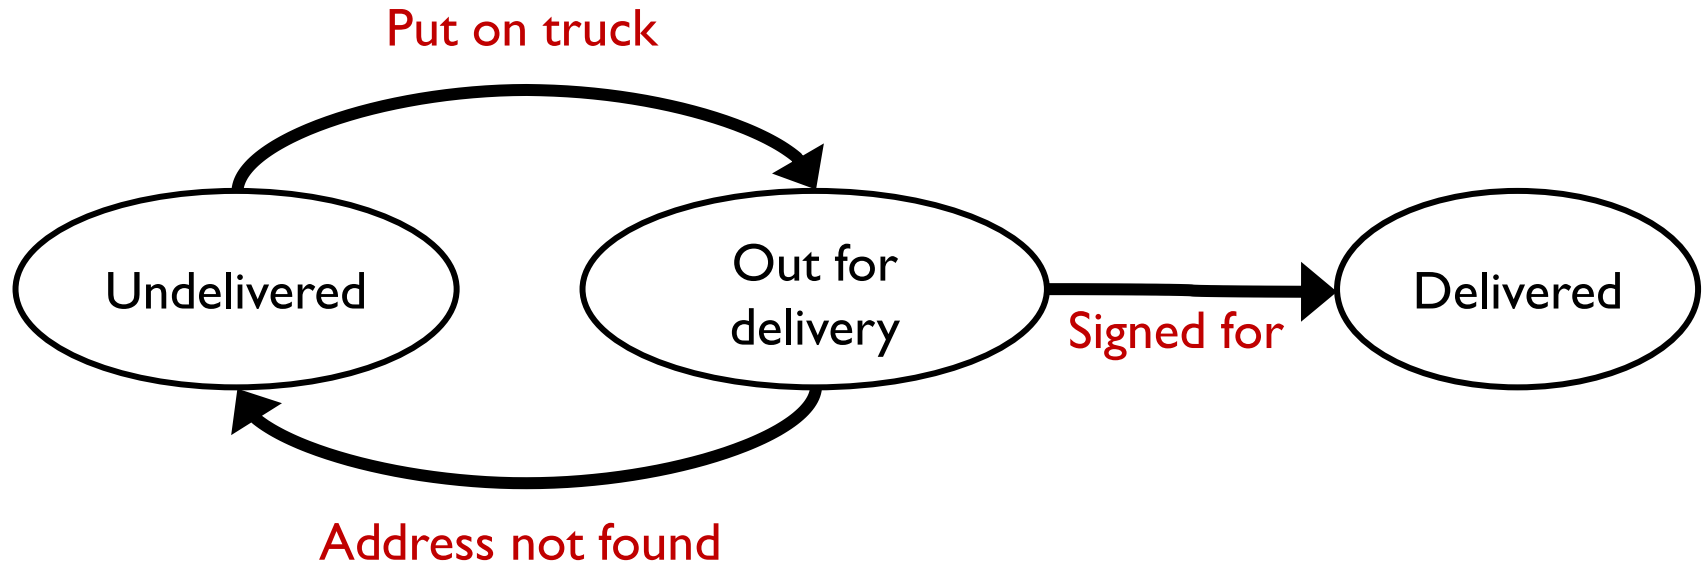 Put on truck
Undelivered
Out for
delivery
Signed for
Delivered
Address not found